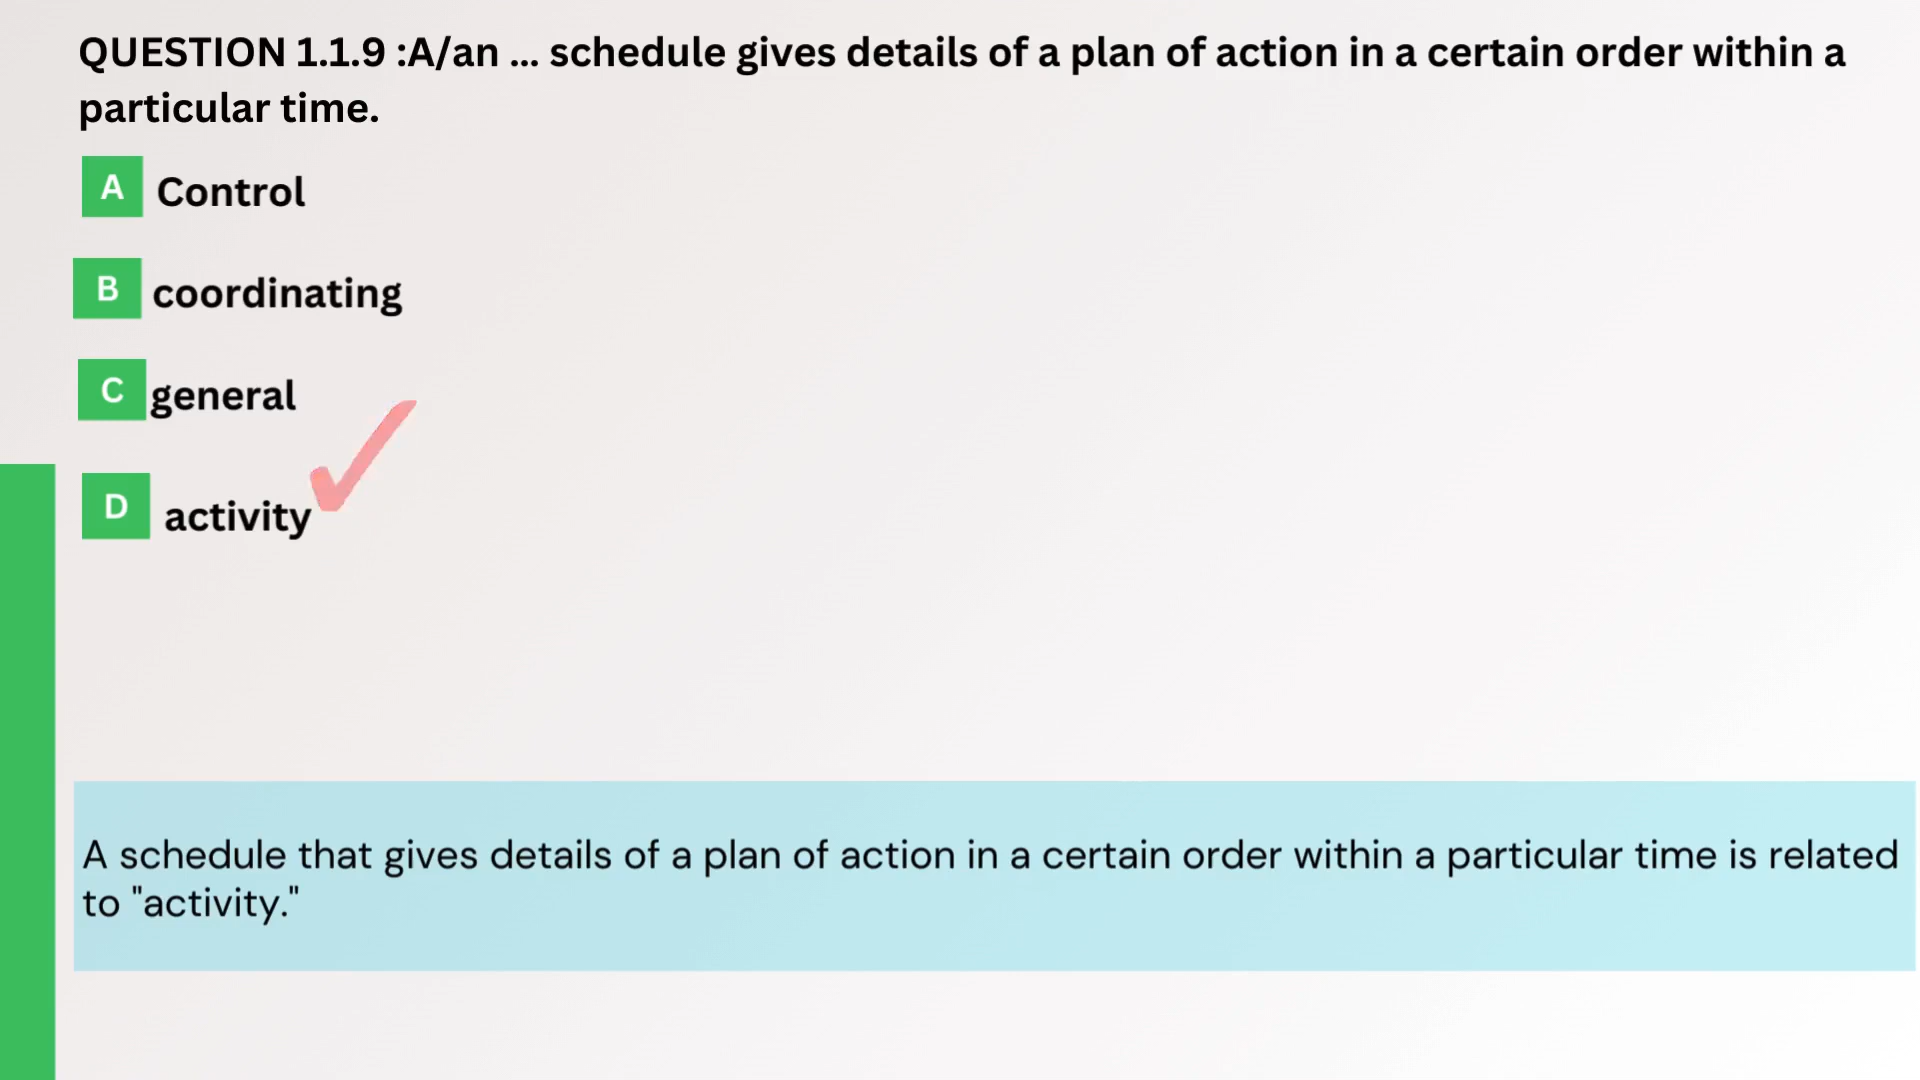 QUESTION 1.1.9 :A/an ... schedule gives details of a plan of action in a certain order within a
particular time.
A Control
B coordinating
C general
D activity
A schedule that gives details of a plan of action in a certain order within a particular time is related
to "activity."